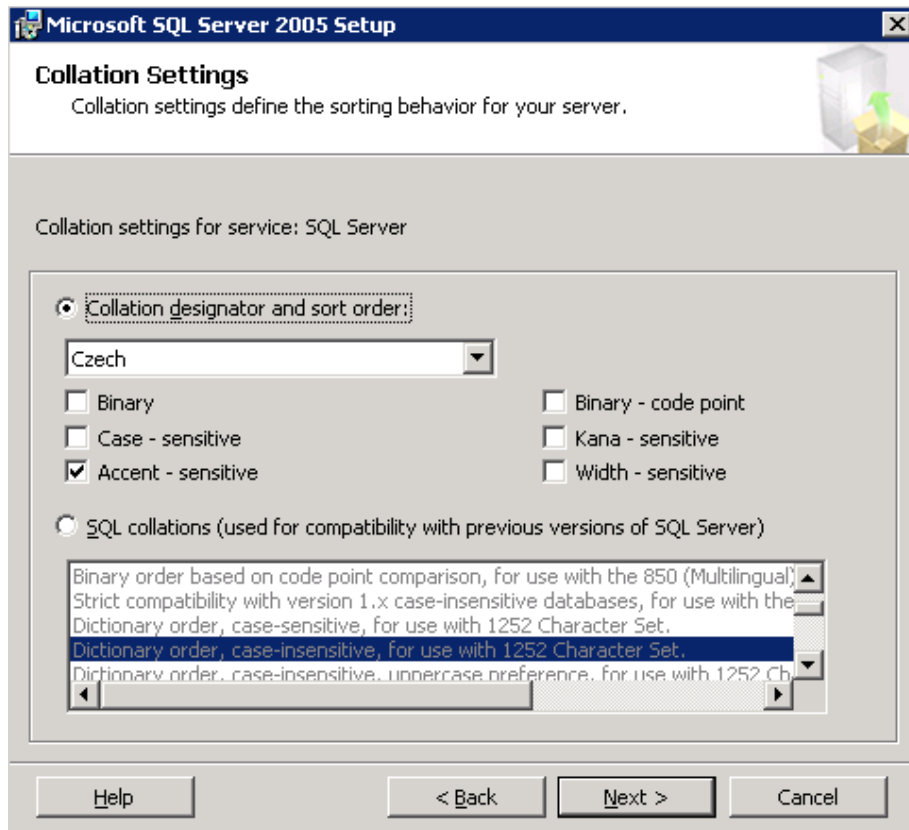 Microsoft SQL Server 2005 Setup
Collation Settings
Collation settings define the sorting behavior for your server.
Collation settings for service: SQL Server
Collation designator and sort order:
Czech
Binary
Binary - code point
Case - sensitive
Kana - sensitive
Accent - sensitive
Width - sensitive
SQL collations (used for compatibility with previous versions of SQL Server)
Binary order based on code point comparison, for use with the 850 (Multilingual)
Strict compatibility with version 1.x case-insensitive databases, for use with the
Dictionary order, case-sensitive, for use with 1252 Character Set.
Dictionary order, case-insensitive, for use with 1252 Character Set.
Dictionary order, case-insensitive, uppercase preference, for use with 1252 Ch
Help
< Back
Next >
Cancel